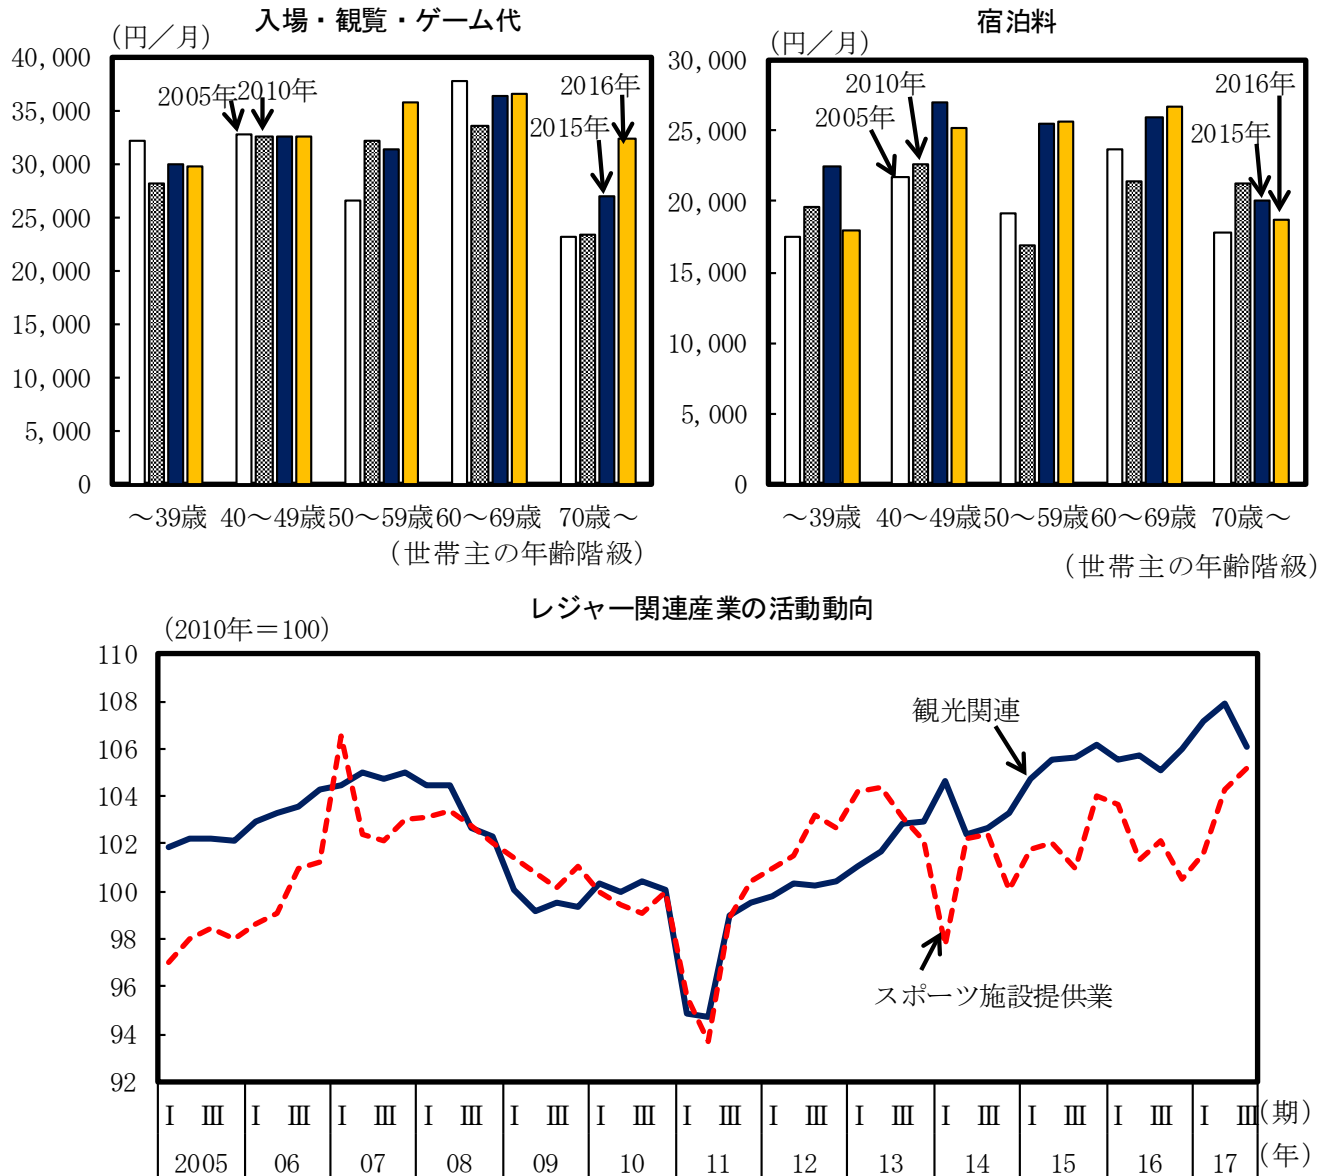 入場・観覧・ゲーム代
(円／月)
40,000
35,000
30,000
25,000
20,000
15,000
10,000
5,000
0
2005年
2010年
2015年
2016年
～39歳 40～49歳 50～59歳 60～69歳 70歳～
(世帯主の年齢階級)
宿泊料
(円／月)
30,000
25,000
20,000
15,000
10,000
5,000
0
2005年
2010年
2015年
2016年
～39歳 40～49歳 50～59歳 60～69歳 70歳～
(世帯主の年齢階級)
レジャー関連産業の活動動向
(2010年＝100)
110
108
106
104
102
100
98
96
94
92
観光関連
スポーツ施設提供業
Ⅰ Ⅲ Ⅰ Ⅲ Ⅰ Ⅲ Ⅰ Ⅲ Ⅰ Ⅲ Ⅰ Ⅲ Ⅰ Ⅲ Ⅰ Ⅲ Ⅰ Ⅲ Ⅰ Ⅲ Ⅰ Ⅲ Ⅰ Ⅲ Ⅰ Ⅲ (期)
2005 06 07 08 09 10 11 12 13 14 15 16 17 (年)